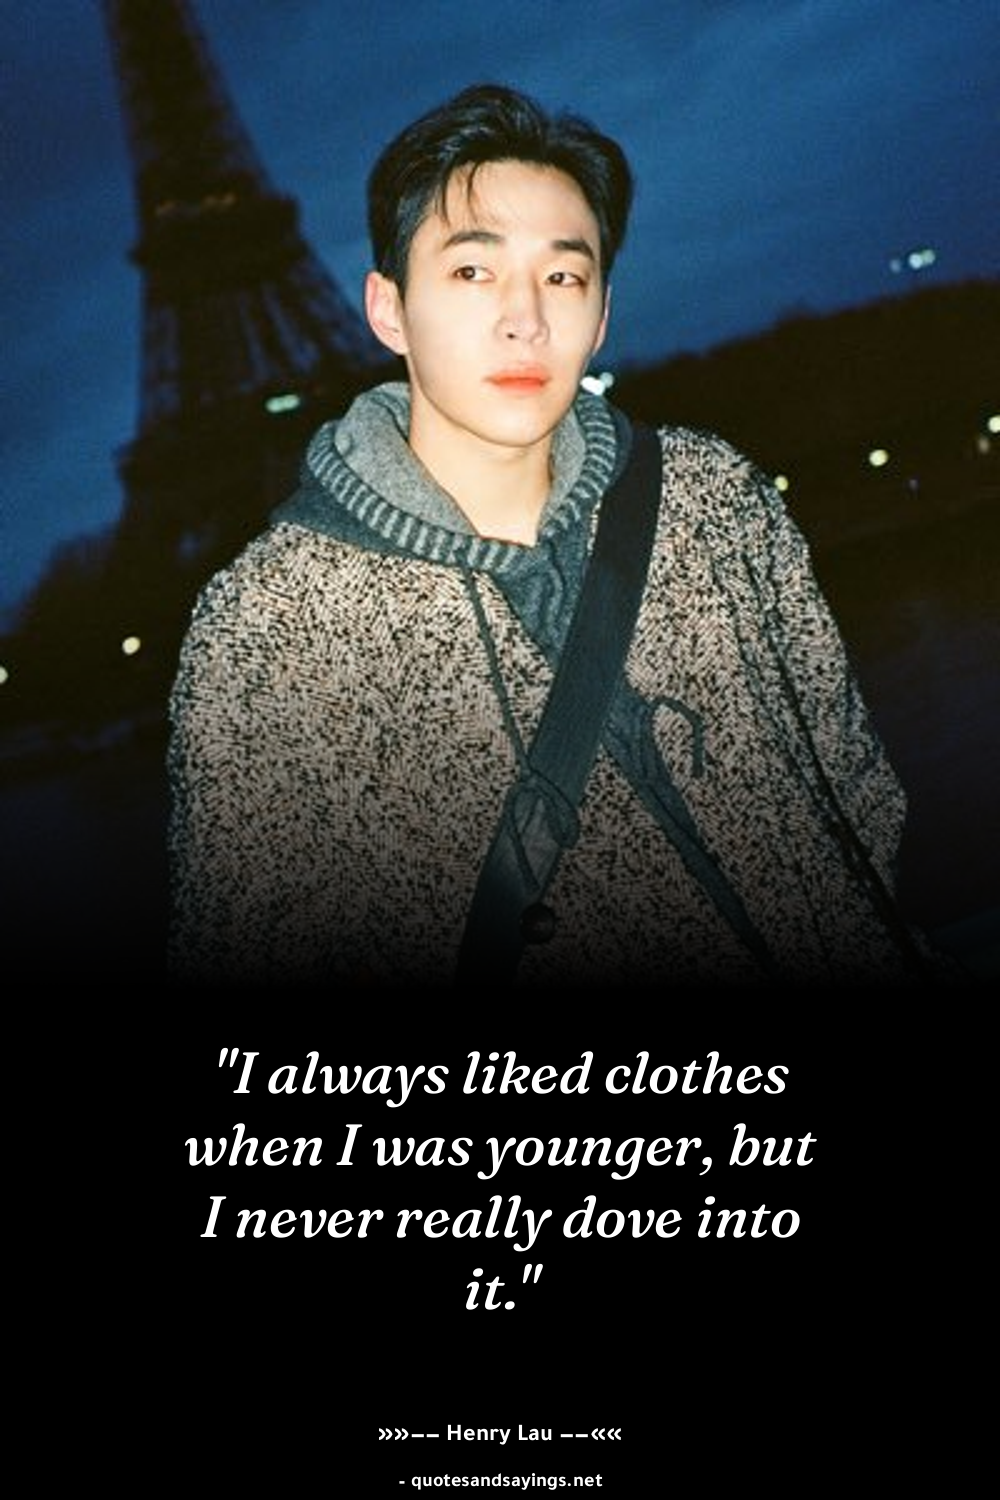 "I always liked clothes
when I was younger, but
I never really dove into
it."
»»–– Henry Lau ––««
- quotesandsayings.net